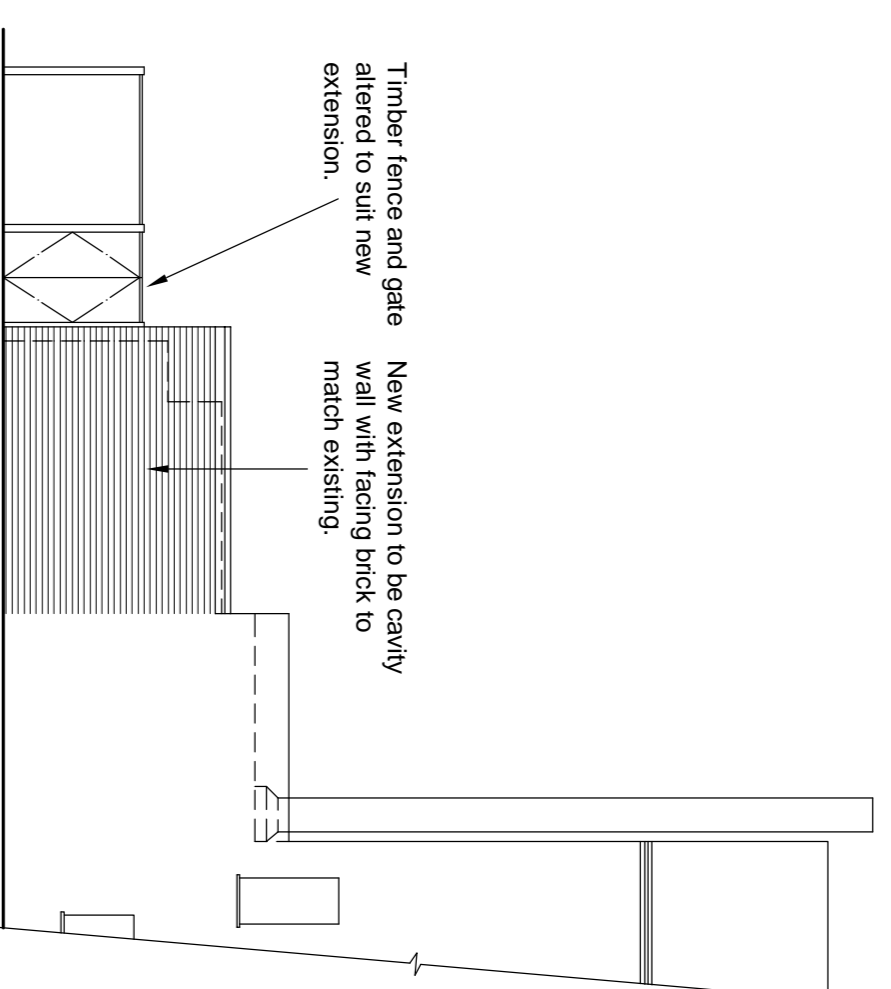 Timber fence and gate
altered to suit new
extension.
New extension to be cavity
wall with facing brick to
match existing.